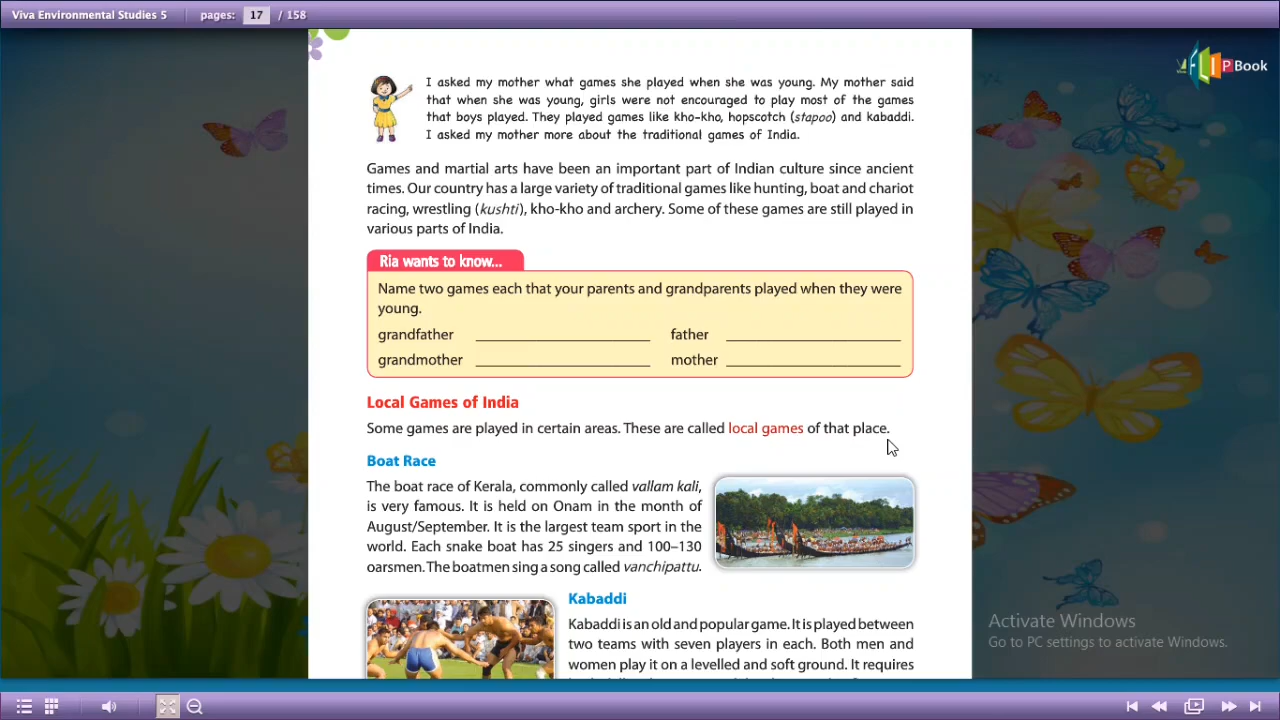 Viva Environmental Studies 5 pages: 17 / 158
FLIPBook
I asked my mother what games she played when she was young. My mother said
that when she was young, girls were not encouraged to play most of the games
that boys played. They played games like kho-kho, hopscotch (stapoo) and kabaddi.
I asked my mother more about the traditional games of India.
Games and martial arts have been an important part of Indian culture since ancient
times. Our country has a large variety of traditional games like hunting, boat and chariot
racing, wrestling (kushti), kho-kho and archery. Some of these games are still played in
various parts of India.
Ria wants to know...
Name two games each that your parents and grandparents played when they were
young.
grandfather father
grandmother mother
Local Games of India
Some games are played in certain areas. These are called local games of that place.
Boat Race
The boat race of Kerala, commonly called vallam kali,
is very famous. It is held on Onam in the month of
August/September. It is the largest team sport in the
world. Each snake boat has 25 singers and 100–130
oarsmen. The boatmen sing a song called vanchipattu.
Kabaddi
Kabaddi is an old and popular game. It is played between
two teams with seven players in each. Both men and
women play it on a levelled and soft ground. It requires
Activate Windows
Go to PC settings to activate Windows.